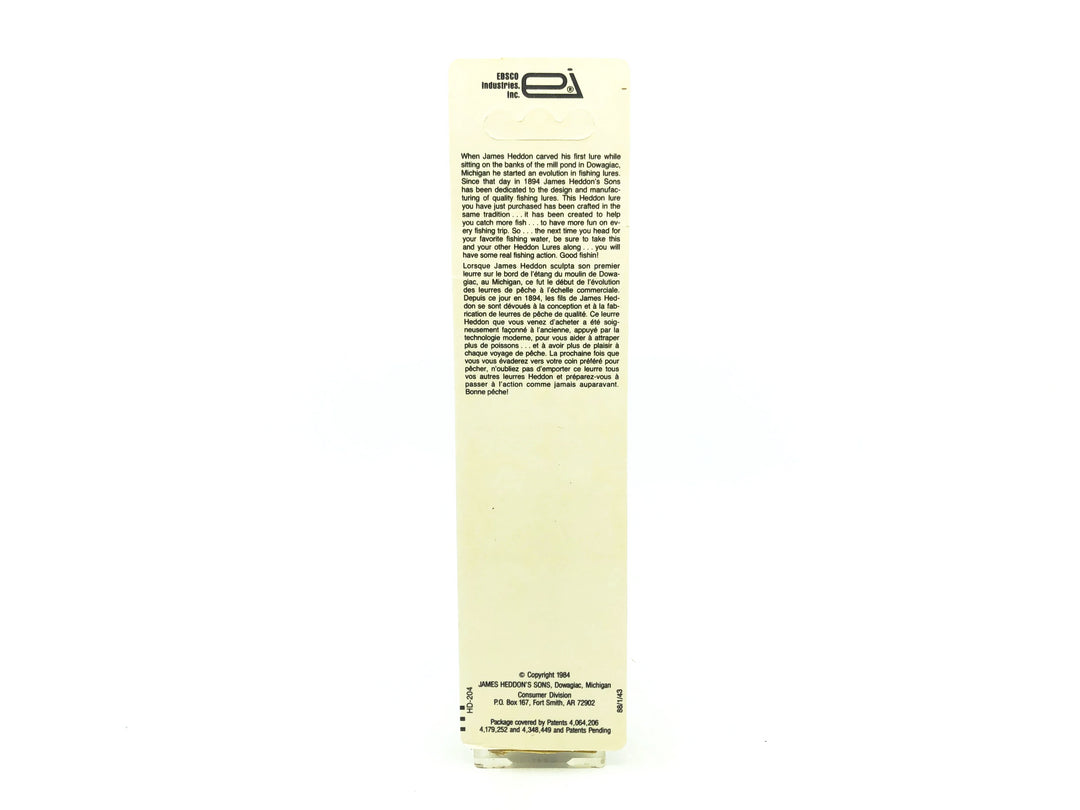 EBSCO
Industries,
Inc.
ei®
When James Heddon carved his first lure while
sitting on the banks of the mill pond in Dowagiac,
Michigan he started an evolution in fishing lures.
Since that day in 1894 James Heddon's Sons
has been dedicated to the design and manufac-
turing of quality fishing lures. This Heddon lure
you have just purchased has been crafted in the
same tradition . . . it has been created to help
you catch more fish . . . to have more fun on ev-
ery fishing trip. So . . . the next time you head for
your favorite fishing water, be sure to take this
and your other Heddon Lures along . . . you will
have some real fishing action. Good fishin!
Lorsque James Heddon sculpta son premier
leurre sur le bord de l'étang du moulin de Dowa-
giac, au Michigan, ce fut le début de l'évolution
des leurres de pêche à l'échelle commerciale.
Depuis ce jour en 1894, les fils de James Hed-
don se sont dévoués à la conception et à la fab-
rication de leurres de pêche de qualité. Ce leurre
Heddon que vous venez d'acheter a été soig-
neusement façonné à l'ancienne, appuyé par la
technologie moderne, pour vous aider à attraper
plus de poissons . . . et à avoir plus de plaisir à
chaque voyage de pêche. La prochaine fois que
vous vous évaderez vers votre coin préféré pour
pêcher, n'oubliez pas d'emporter ce leurre tous
vos autres leurres Heddon et préparez-vous à
passer à l'action comme jamais auparavant.
Bonne pêche!
© Copyright 1984
JAMES HEDDON'S SONS, Dowagiac, Michigan
Consumer Division
P.O. Box 167, Fort Smith, AR 72902
Package covered by Patents 4,064,206
4,179,252 and 4,348,449 and Patents Pending
HD-204
88/1/43